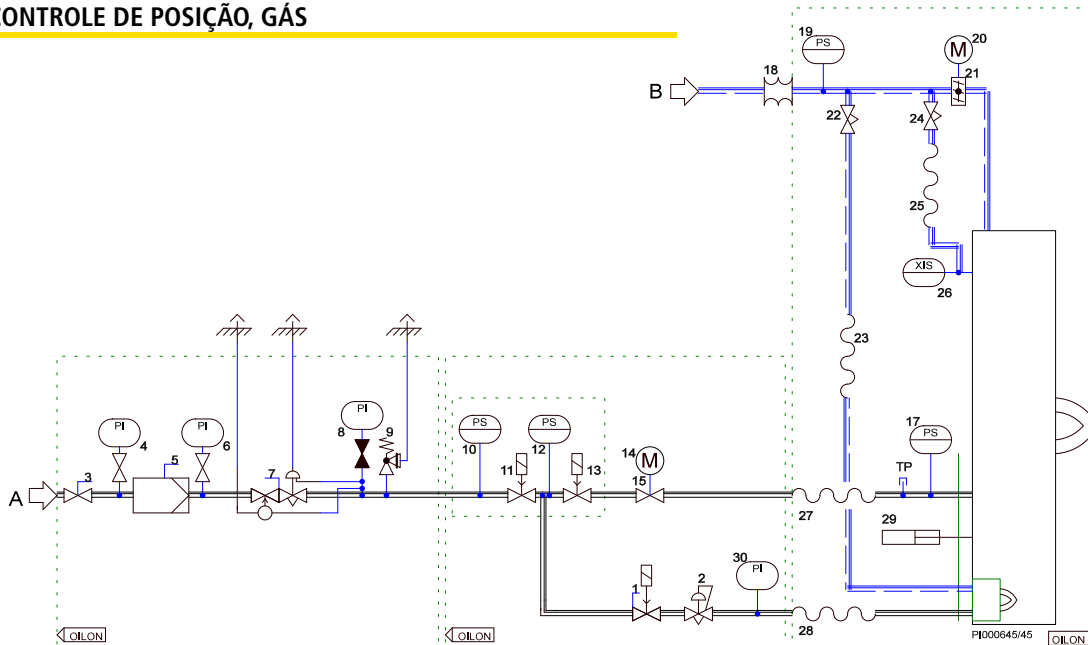 CONTROLE DE POSIÇÃO, GÁS
19 PS
M 20
18
21
B
22
24
25
XIS
26
23
PI
4
PI
6
PI
8
9
5
3
7
A
PS
10
PS
12
11
13
14 M
15
17
PS
TP
27
29
30
PI
1
2
28
OILON
OILON
PI000645/45
OILON